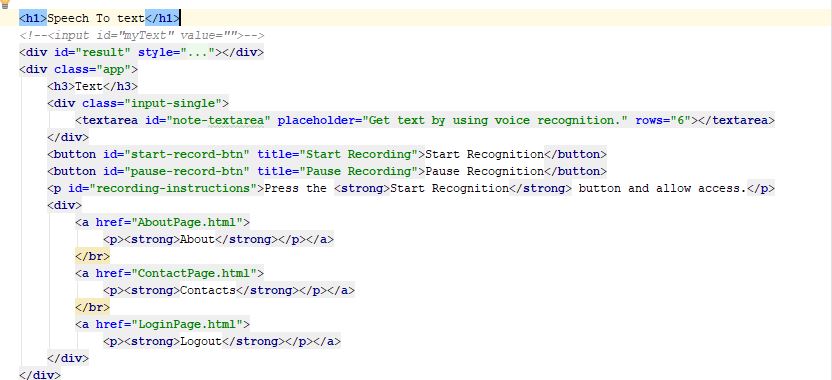 <h1>Speech To text</h1>
<!--<input id="myText" value="">-->
<div id="result" style="..."></div>
<div class="app">
    <h3>Text</h3>
    <div class="input-single">
        <textarea id="note-textarea" placeholder="Get text by using voice recognition." rows="6"></textarea>
    </div>
    <button id="start-record-btn" title="Start Recording">Start Recognition</button>
    <button id="pause-record-btn" title="Pause Recording">Pause Recognition</button>
    <p id="recording-instructions">Press the <strong>Start Recognition</strong> button and allow access.</p>
    <div>
        <a href="AboutPage.html">
            <p><strong>About</strong></p></a>
        </br>
        <a href="ContactPage.html">
            <p><strong>Contacts</strong></p></a>
        </br>
        <a href="LoginPage.html">
            <p><strong>Logout</strong></p></a>
    </div>
</div>